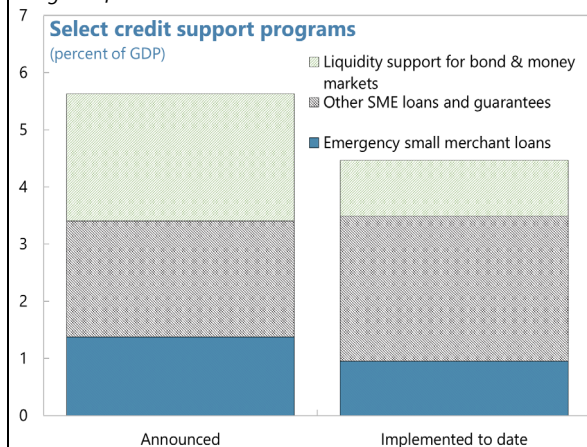 Select credit support programs
(percent of GDP)
Liquidity support for bond & money
markets
Other SME loans and guarantees
Emergency small merchant loans
7
6
5
4
3
2
1
0
Announced
Implemented to date